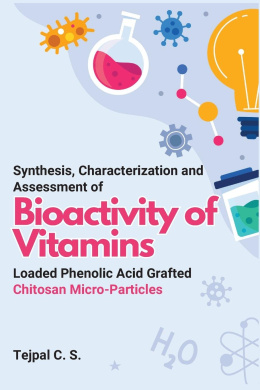 Synthesis, Characterization and
Assessment of
Bioactivity of
Vitamins
Loaded Phenolic Acid Grafted
Chitosan Micro-Particles
Tejpal C. S.
H₂O